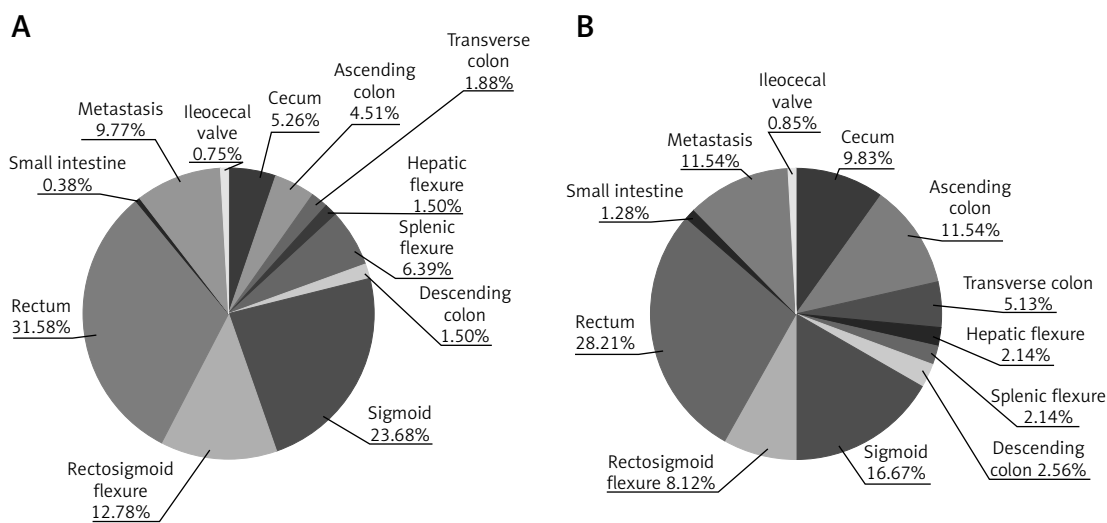 A
Transverse
colon
1.88%
Ascending
colon
4.51%
Cecum
5.26%
Ileocecal
valve
0.75%
Metastasis
9.77%
Small intestine
0.38%
Hepatic
flexure
1.50%
Splenic
flexure
6.39%
Descending
colon
1.50%
Rectum
31.58%
Sigmoid
23.68%
Rectosigmoid
flexure
12.78%
B
Ileocecal
valve
0.85%
Metastasis
11.54%
Cecum
9.83%
Small intestine
1.28%
Ascending
colon
11.54%
Transverse colon
5.13%
Hepatic flexure
2.14%
Rectum
28.21%
Splenic flexure
2.14%
Descending
colon 2.56%
Sigmoid
16.67%
Rectosigmoid
flexure 8.12%